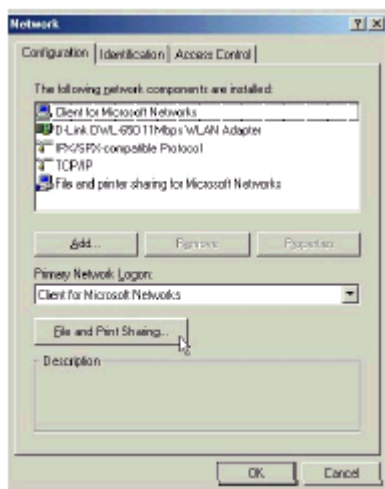 Network
Configuration Identification Access Control
The following network components are installed:
Client for Microsoft Networks
D-Link DWL-650 11Mbps WLAN Adapter
IPX/SPX-compatible Protocol
TCP/IP
File and printer sharing for Microsoft Networks
Add... Remove Properties
Primary Network Logon:
Client for Microsoft Networks
File and Print Sharing...
Description
OK Cancel